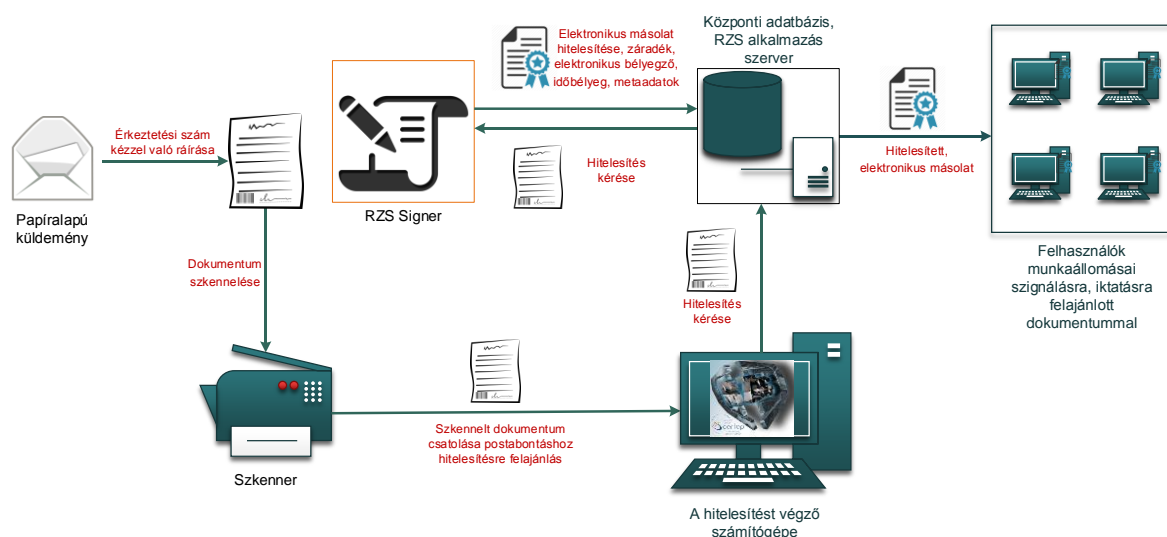 Papíralapú
küldemény
Érkeztetési szám
kézzel való ráírása
Dokumentum
szkennelése
Szkenner
Szkennelt dokumentum
csatolása postabontáshoz
hitelesítésre felajánlás
A hitelesítést végző
számítógépe
Hitelesítés
kérése
RZS Signer
Elektronikus másolat
hitelesítése, záradék,
elektronikus bélyegző,
időbélyeg, metaadatok
Hitelesítés
kérése
Központi adatbázis,
RZS alkalmazás
szerver
Hitelesített,
elektronikus másolat
Felhasználók
munkaállomásai
szignálásra, iktatásra
felajánlott
dokumentummal